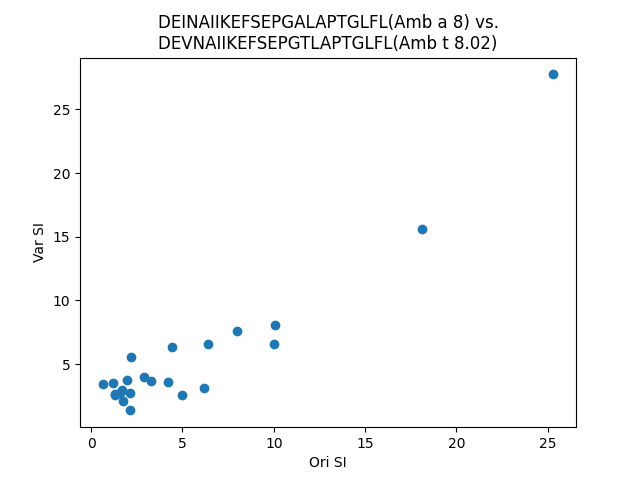 DEINAIIKEFSEPGALAPTGLFL(Amb a 8) vs.
DEVNAIIKEFSEPGTLAPTGLFL(Amb t 8.02)
25
20
15
10
5
Var SI
0
5
10
15
20
25
Ori SI